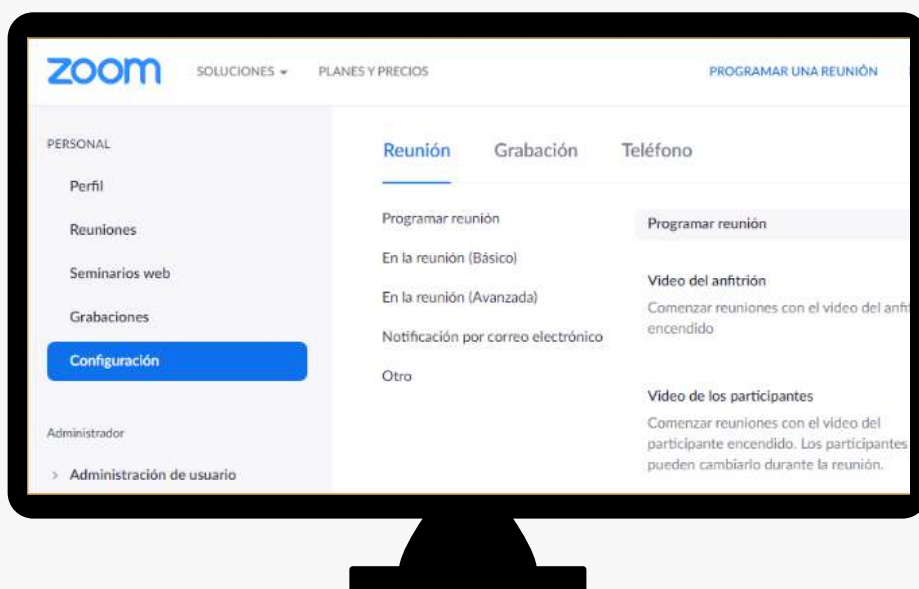 zoom
SOLUCIONES
PLANES Y PRECIOS
PROGRAMAR UNA REUNIÓN
PERSONAL
Perfil
Reuniones
Seminarios web
Grabaciones
Configuración
Administrador
Administración de usuario
Reunión
Grabación
Teléfono
Programar reunión
En la reunión (Básico)
En la reunión (Avanzada)
Notificación por correo electrónico
Otro
Programar reunión
Video del anfitrión
Comenzar reuniones con el video del
encendido
Video de los participantes
Comenzar reuniones con el video del
participante encendido. Los participantes
pueden cambiarlo durante la reunión.